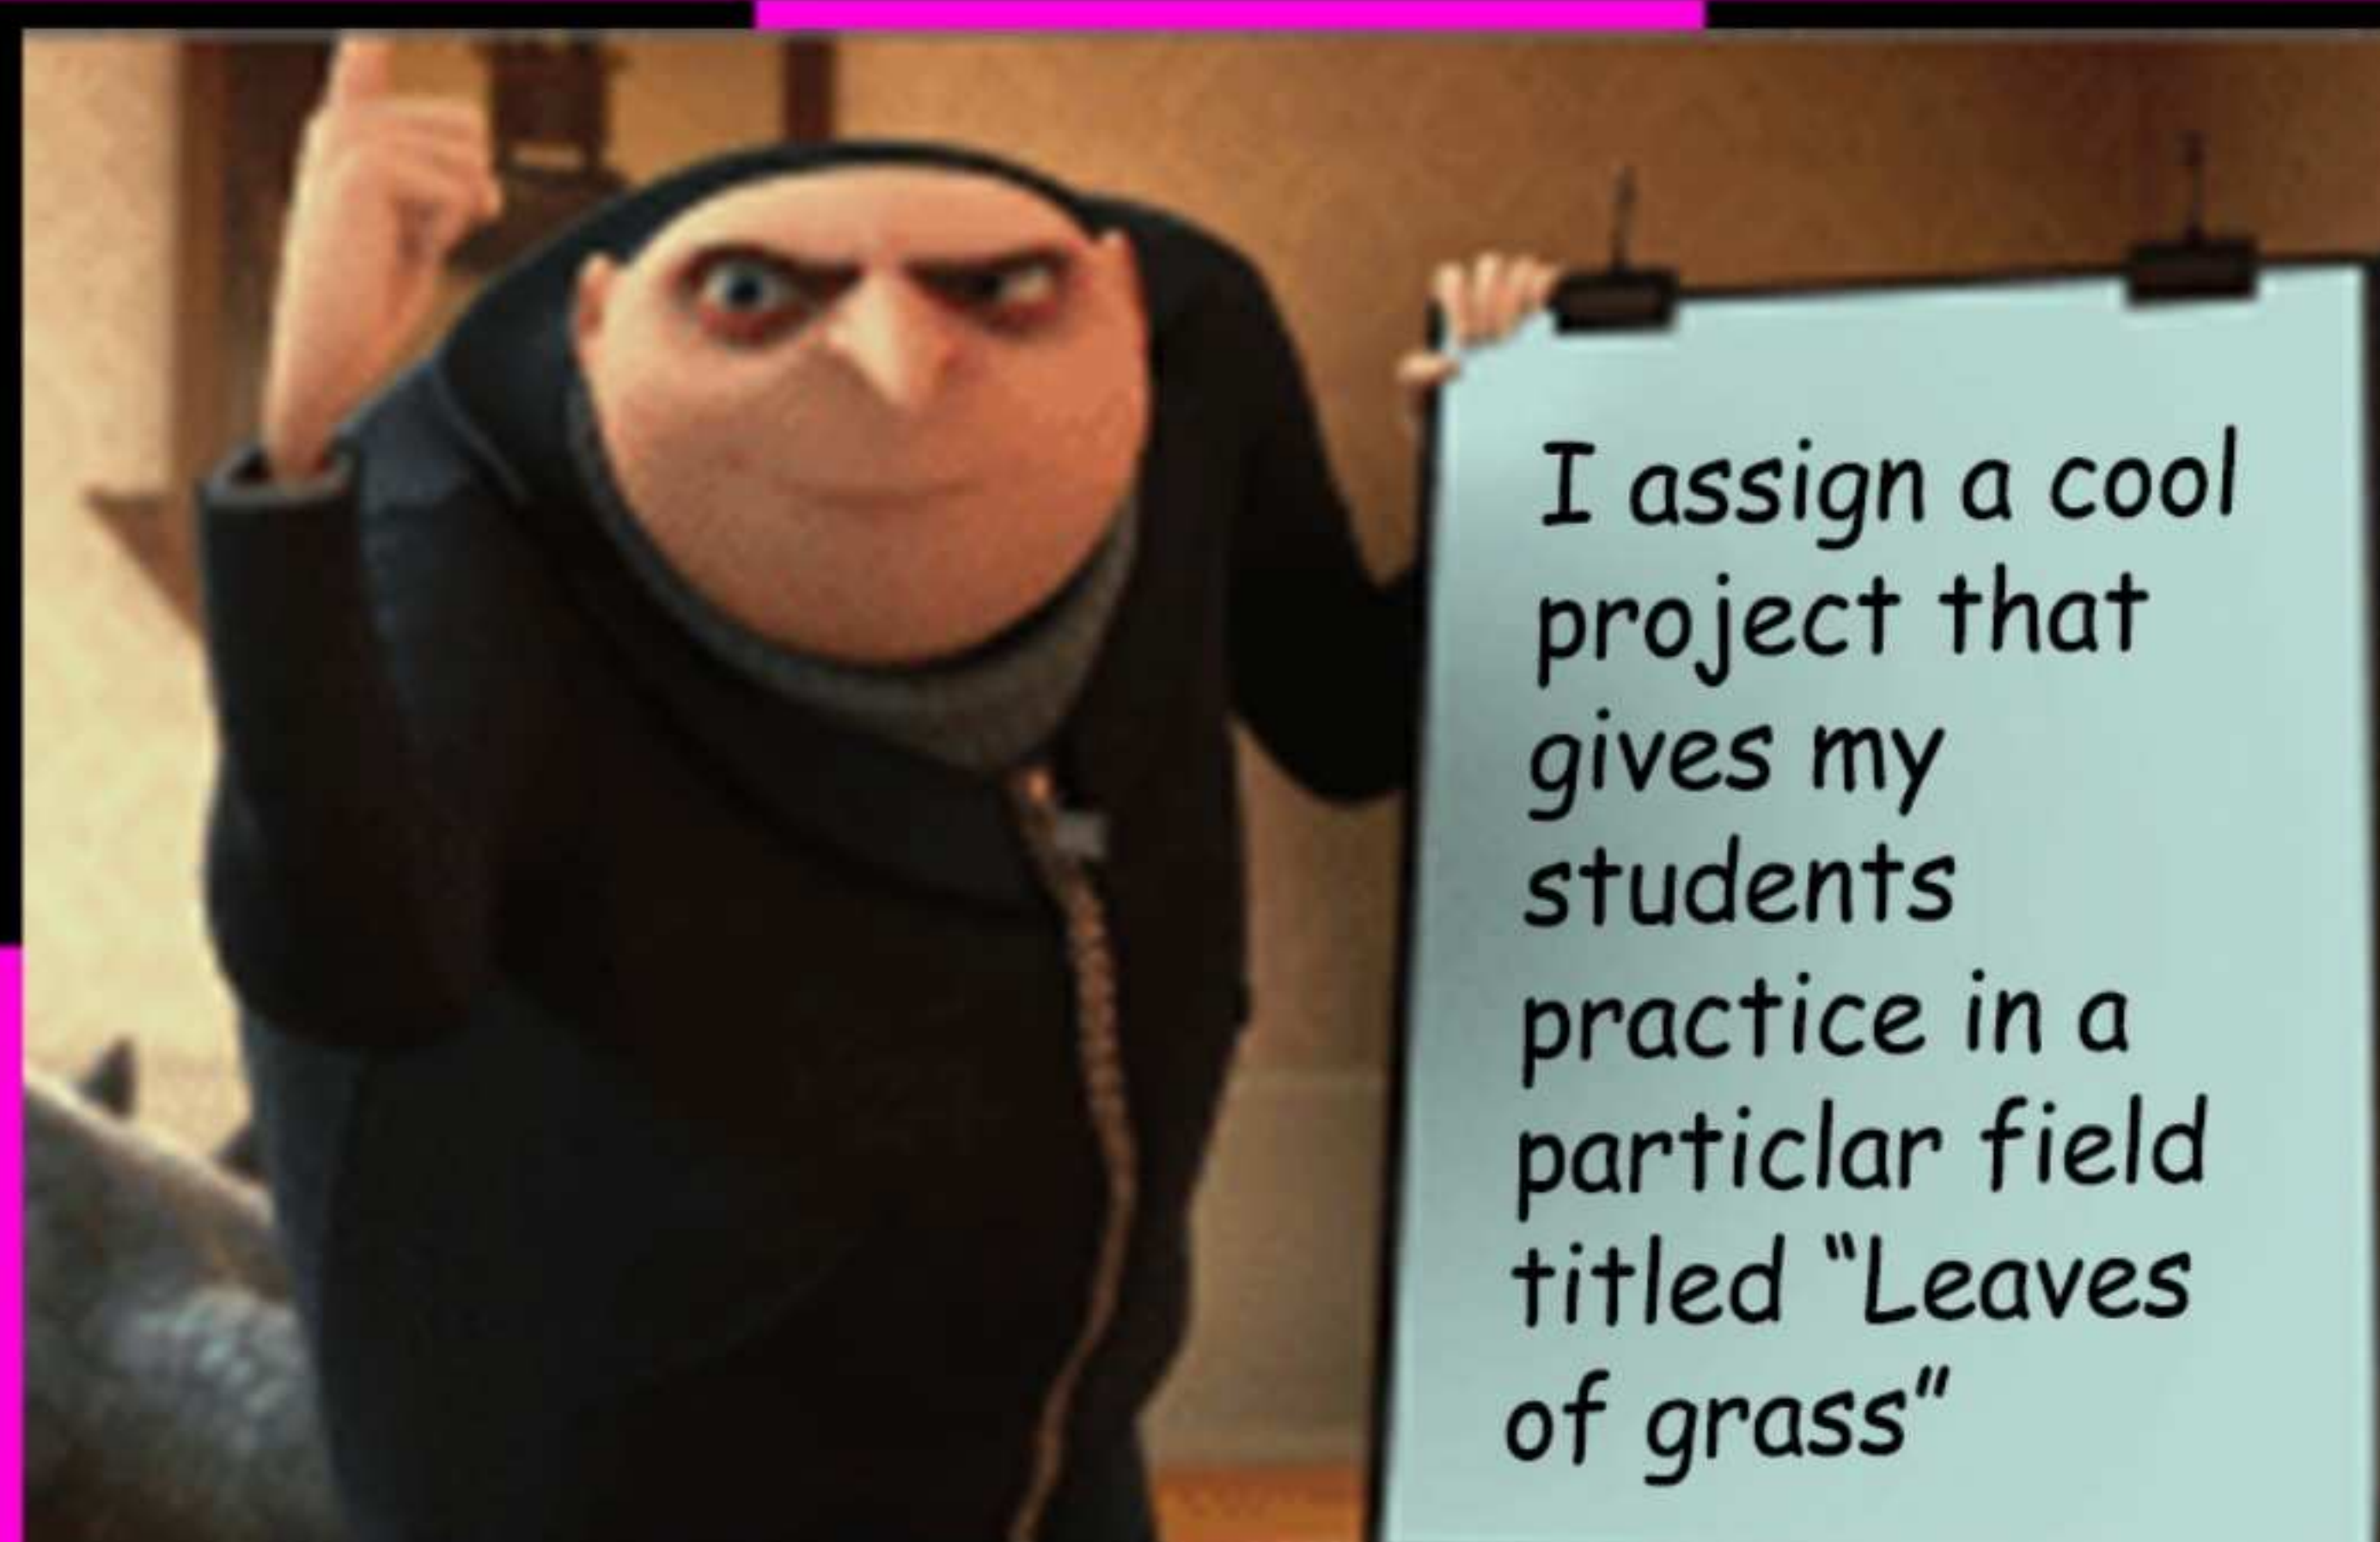 I assign a cool
project that
gives my
students
practice in a
particlar field
titled “Leaves
of grass”